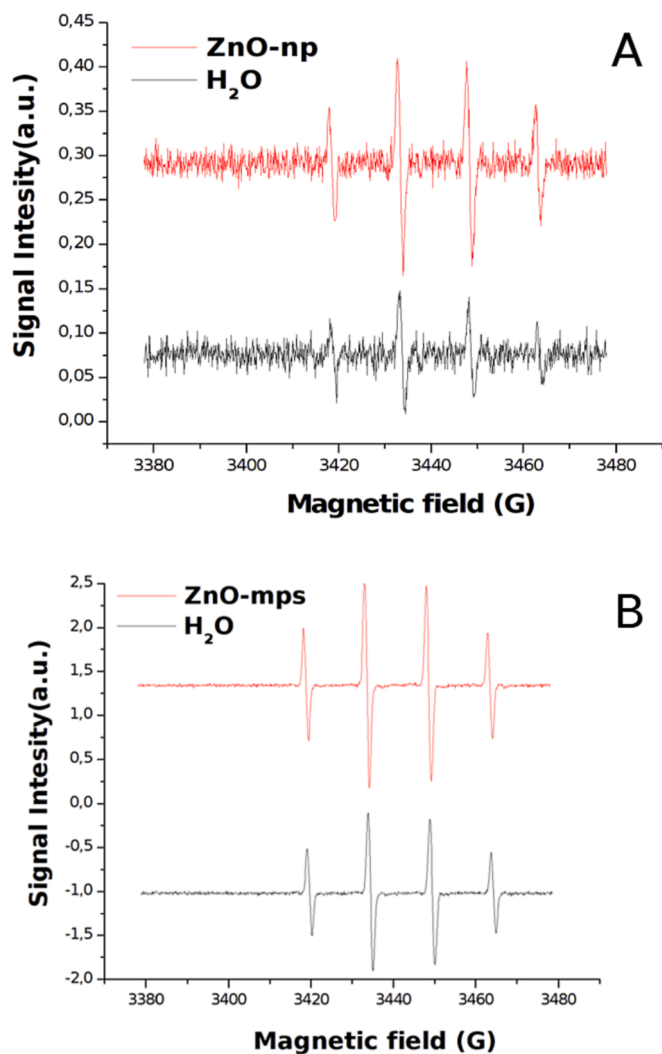 0,45
0,40
0,35
0,30
0,25
0,20
0,15
0,10
0,05
0,00
Signal Intesity(a.u.)
ZnO-np
H₂O
A
3380 3400 3420 3440 3460 3480
Magnetic field (G)
2,5
2,0
1,5
1,0
0,5
0,0
-0,5
-1,0
-1,5
-2,0
Signal Intesity(a.u.)
ZnO-mps
H₂O
B
3380 3400 3420 3440 3460 3480
Magnetic field (G)